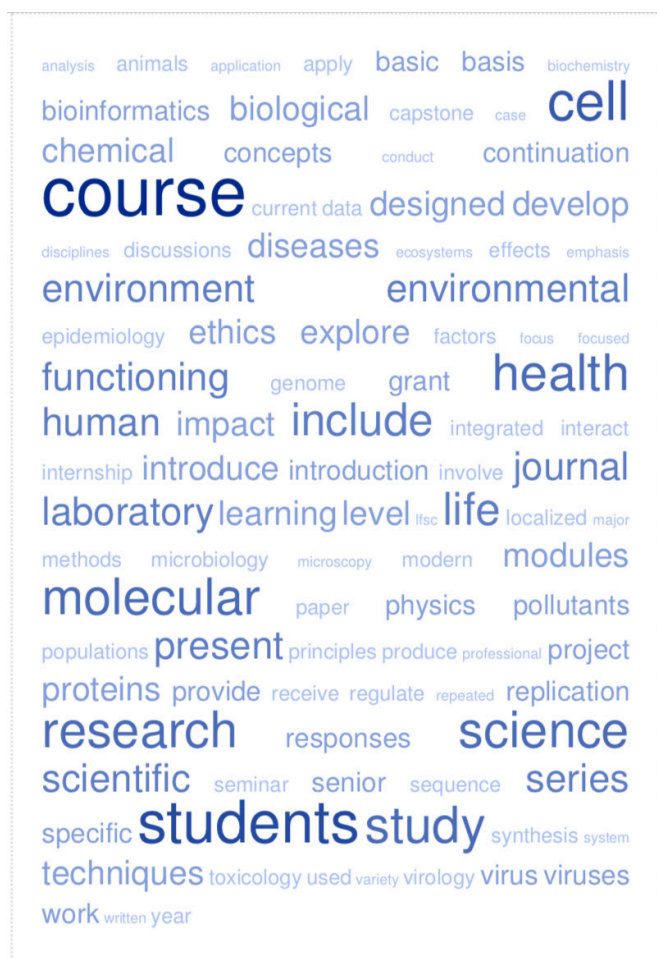 analysis animals application apply basic basis biochemistry
bioinformatics biological capstone case cell
chemical concepts conduct continuation
course current data designed develop
disciplines discussions diseases ecosystems effects emphasis
environment environmental
epidemiology ethics explore factors focus focused
functioning genome grant health
human impact include integrated interact
internship introduce introduction involve journal
laboratory learning level lfsc life localized major
methods microbiology microscopy modern modules
molecular paper physics pollutants
populations present principles produce professional project
proteins provide receive regulate repeated replication
research responses science
scientific seminar senior sequence series
specific students study synthesis system
techniques toxicology used variety virology virus viruses
work written year